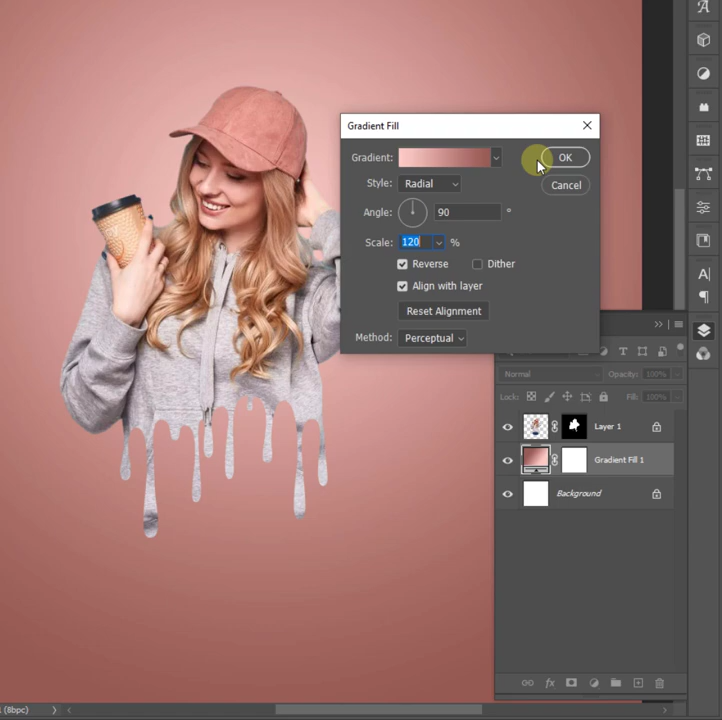 Gradient Fill
Gradient:
OK
Style: Radial
Cancel
Angle: 90 °
Scale: 120 %
Reverse Dither
Align with layer
Reset Alignment
Method: Perceptual
Normal Opacity: 100%
Lock: Fill: 100%
Layer 1
Gradient Fill 1
Background
(8bpc)